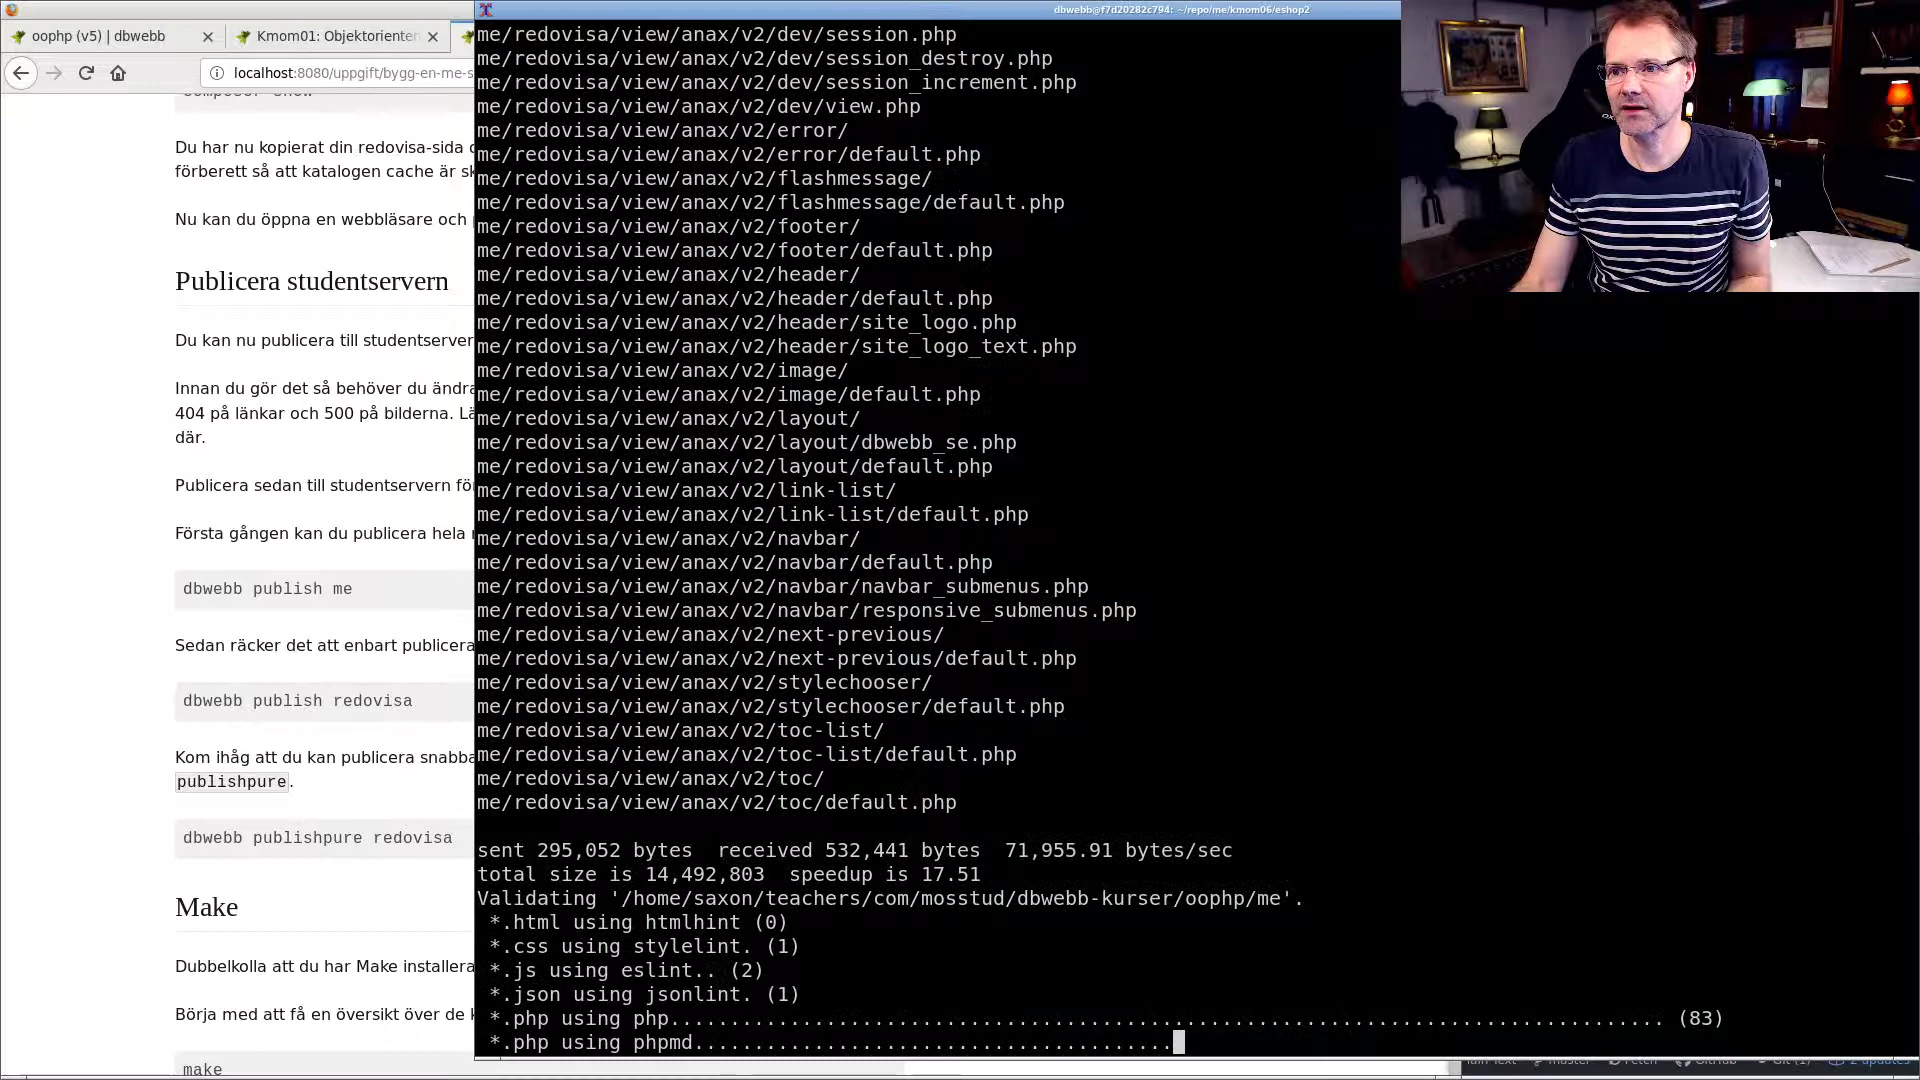 dbwebb@f7d20282c794: ~/repo/me/kmom06/eshop2
oophp (v5) | dbwebb
Kmom01: Objektorienter
localhost:8080/uppgift/bygg-en-me-s
composer show
Du har nu kopierat din redovisa-sida
förberett så att katalogen cache är sk
Nu kan du öppna en webbläsare och
Publicera studentservern
Du kan nu publicera till studentserver
Innan du gör det så behöver du ändra
404 på länkar och 500 på bilderna. Lä
där.
Publicera sedan till studentservern för
Första gången kan du publicera hela
dbwebb publish me
Sedan räcker det att enbart publicera
dbwebb publish redovisa
Kom ihåg att du kan publicera snabba
publishpure.
dbwebb publishpure redovisa
Make
Dubbelkolla att du har Make installera
Börja med att få en översikt över de k
make
me/redovisa/view/anax/v2/dev/session.php
me/redovisa/view/anax/v2/dev/session_destroy.php
me/redovisa/view/anax/v2/dev/session_increment.php
me/redovisa/view/anax/v2/dev/view.php
me/redovisa/view/anax/v2/error/
me/redovisa/view/anax/v2/error/default.php
me/redovisa/view/anax/v2/flashmessage/
me/redovisa/view/anax/v2/flashmessage/default.php
me/redovisa/view/anax/v2/footer/
me/redovisa/view/anax/v2/footer/default.php
me/redovisa/view/anax/v2/header/
me/redovisa/view/anax/v2/header/default.php
me/redovisa/view/anax/v2/header/site_logo.php
me/redovisa/view/anax/v2/header/site_logo_text.php
me/redovisa/view/anax/v2/image/
me/redovisa/view/anax/v2/image/default.php
me/redovisa/view/anax/v2/layout/
me/redovisa/view/anax/v2/layout/dbwebb_se.php
me/redovisa/view/anax/v2/layout/default.php
me/redovisa/view/anax/v2/link-list/
me/redovisa/view/anax/v2/link-list/default.php
me/redovisa/view/anax/v2/navbar/
me/redovisa/view/anax/v2/navbar/default.php
me/redovisa/view/anax/v2/navbar/navbar_submenus.php
me/redovisa/view/anax/v2/navbar/responsive_submenus.php
me/redovisa/view/anax/v2/next-previous/
me/redovisa/view/anax/v2/next-previous/default.php
me/redovisa/view/anax/v2/stylechooser/
me/redovisa/view/anax/v2/stylechooser/default.php
me/redovisa/view/anax/v2/toc-list/
me/redovisa/view/anax/v2/toc-list/default.php
me/redovisa/view/anax/v2/toc/
me/redovisa/view/anax/v2/toc/default.php
sent 295,052 bytes  received 532,441 bytes  71,955.91 bytes/sec
total size is 14,492,803  speedup is 17.51
Validating '/home/saxon/teachers/com/mosstud/dbwebb-kurser/oophp/me'.
*.html using htmlhint (0)
*.css using stylelint. (1)
*.js using eslint.. (2)
*.json using jsonlint. (1)
*.php using php................................................................................... (83)
*.php using phpmd........................................